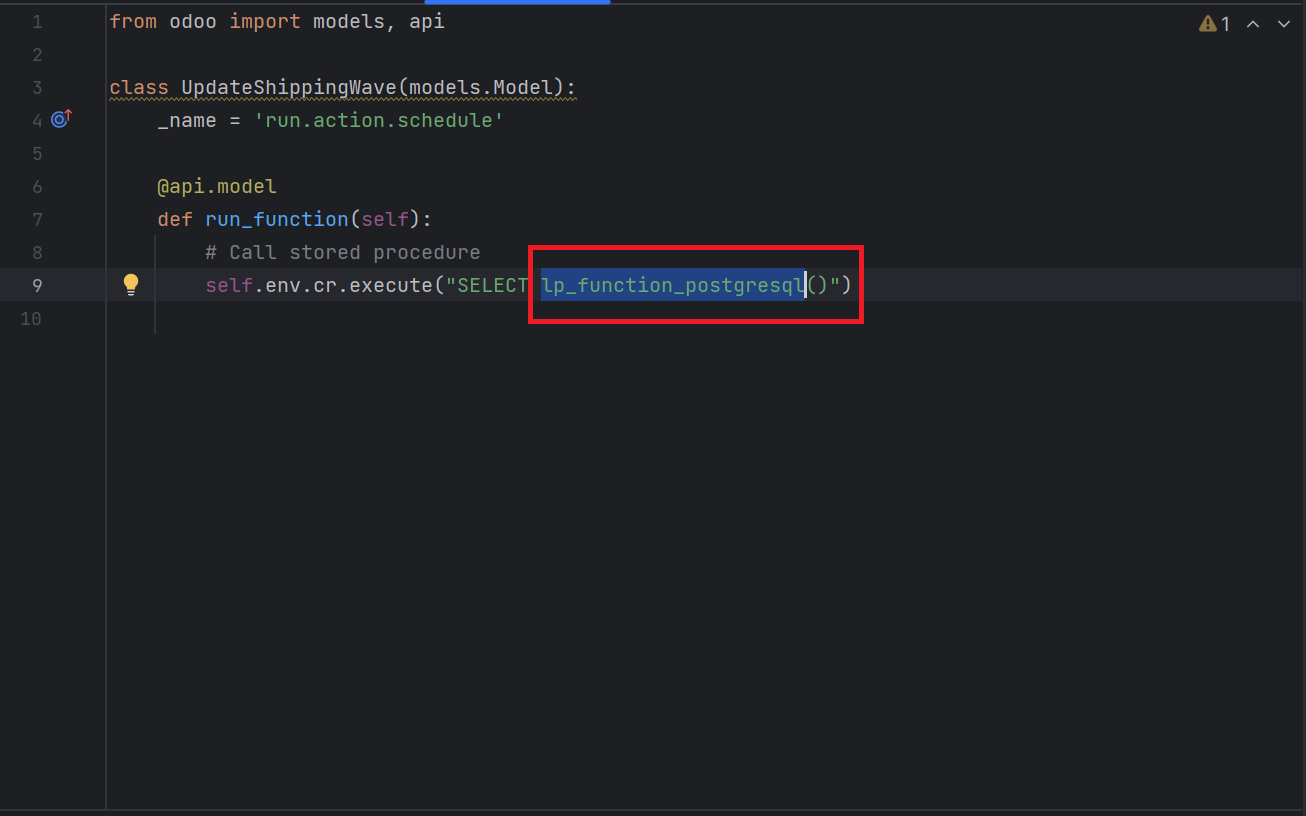 1 from odoo import models, api
1
2
3 class UpdateShippingWave(models.Model):
4 _name = 'run.action.schedule'
5
6 @api.model
7 def run_function(self):
8 # Call stored procedure
9 self.env.cr.execute("SELECT lp_function_postgresql()")
10